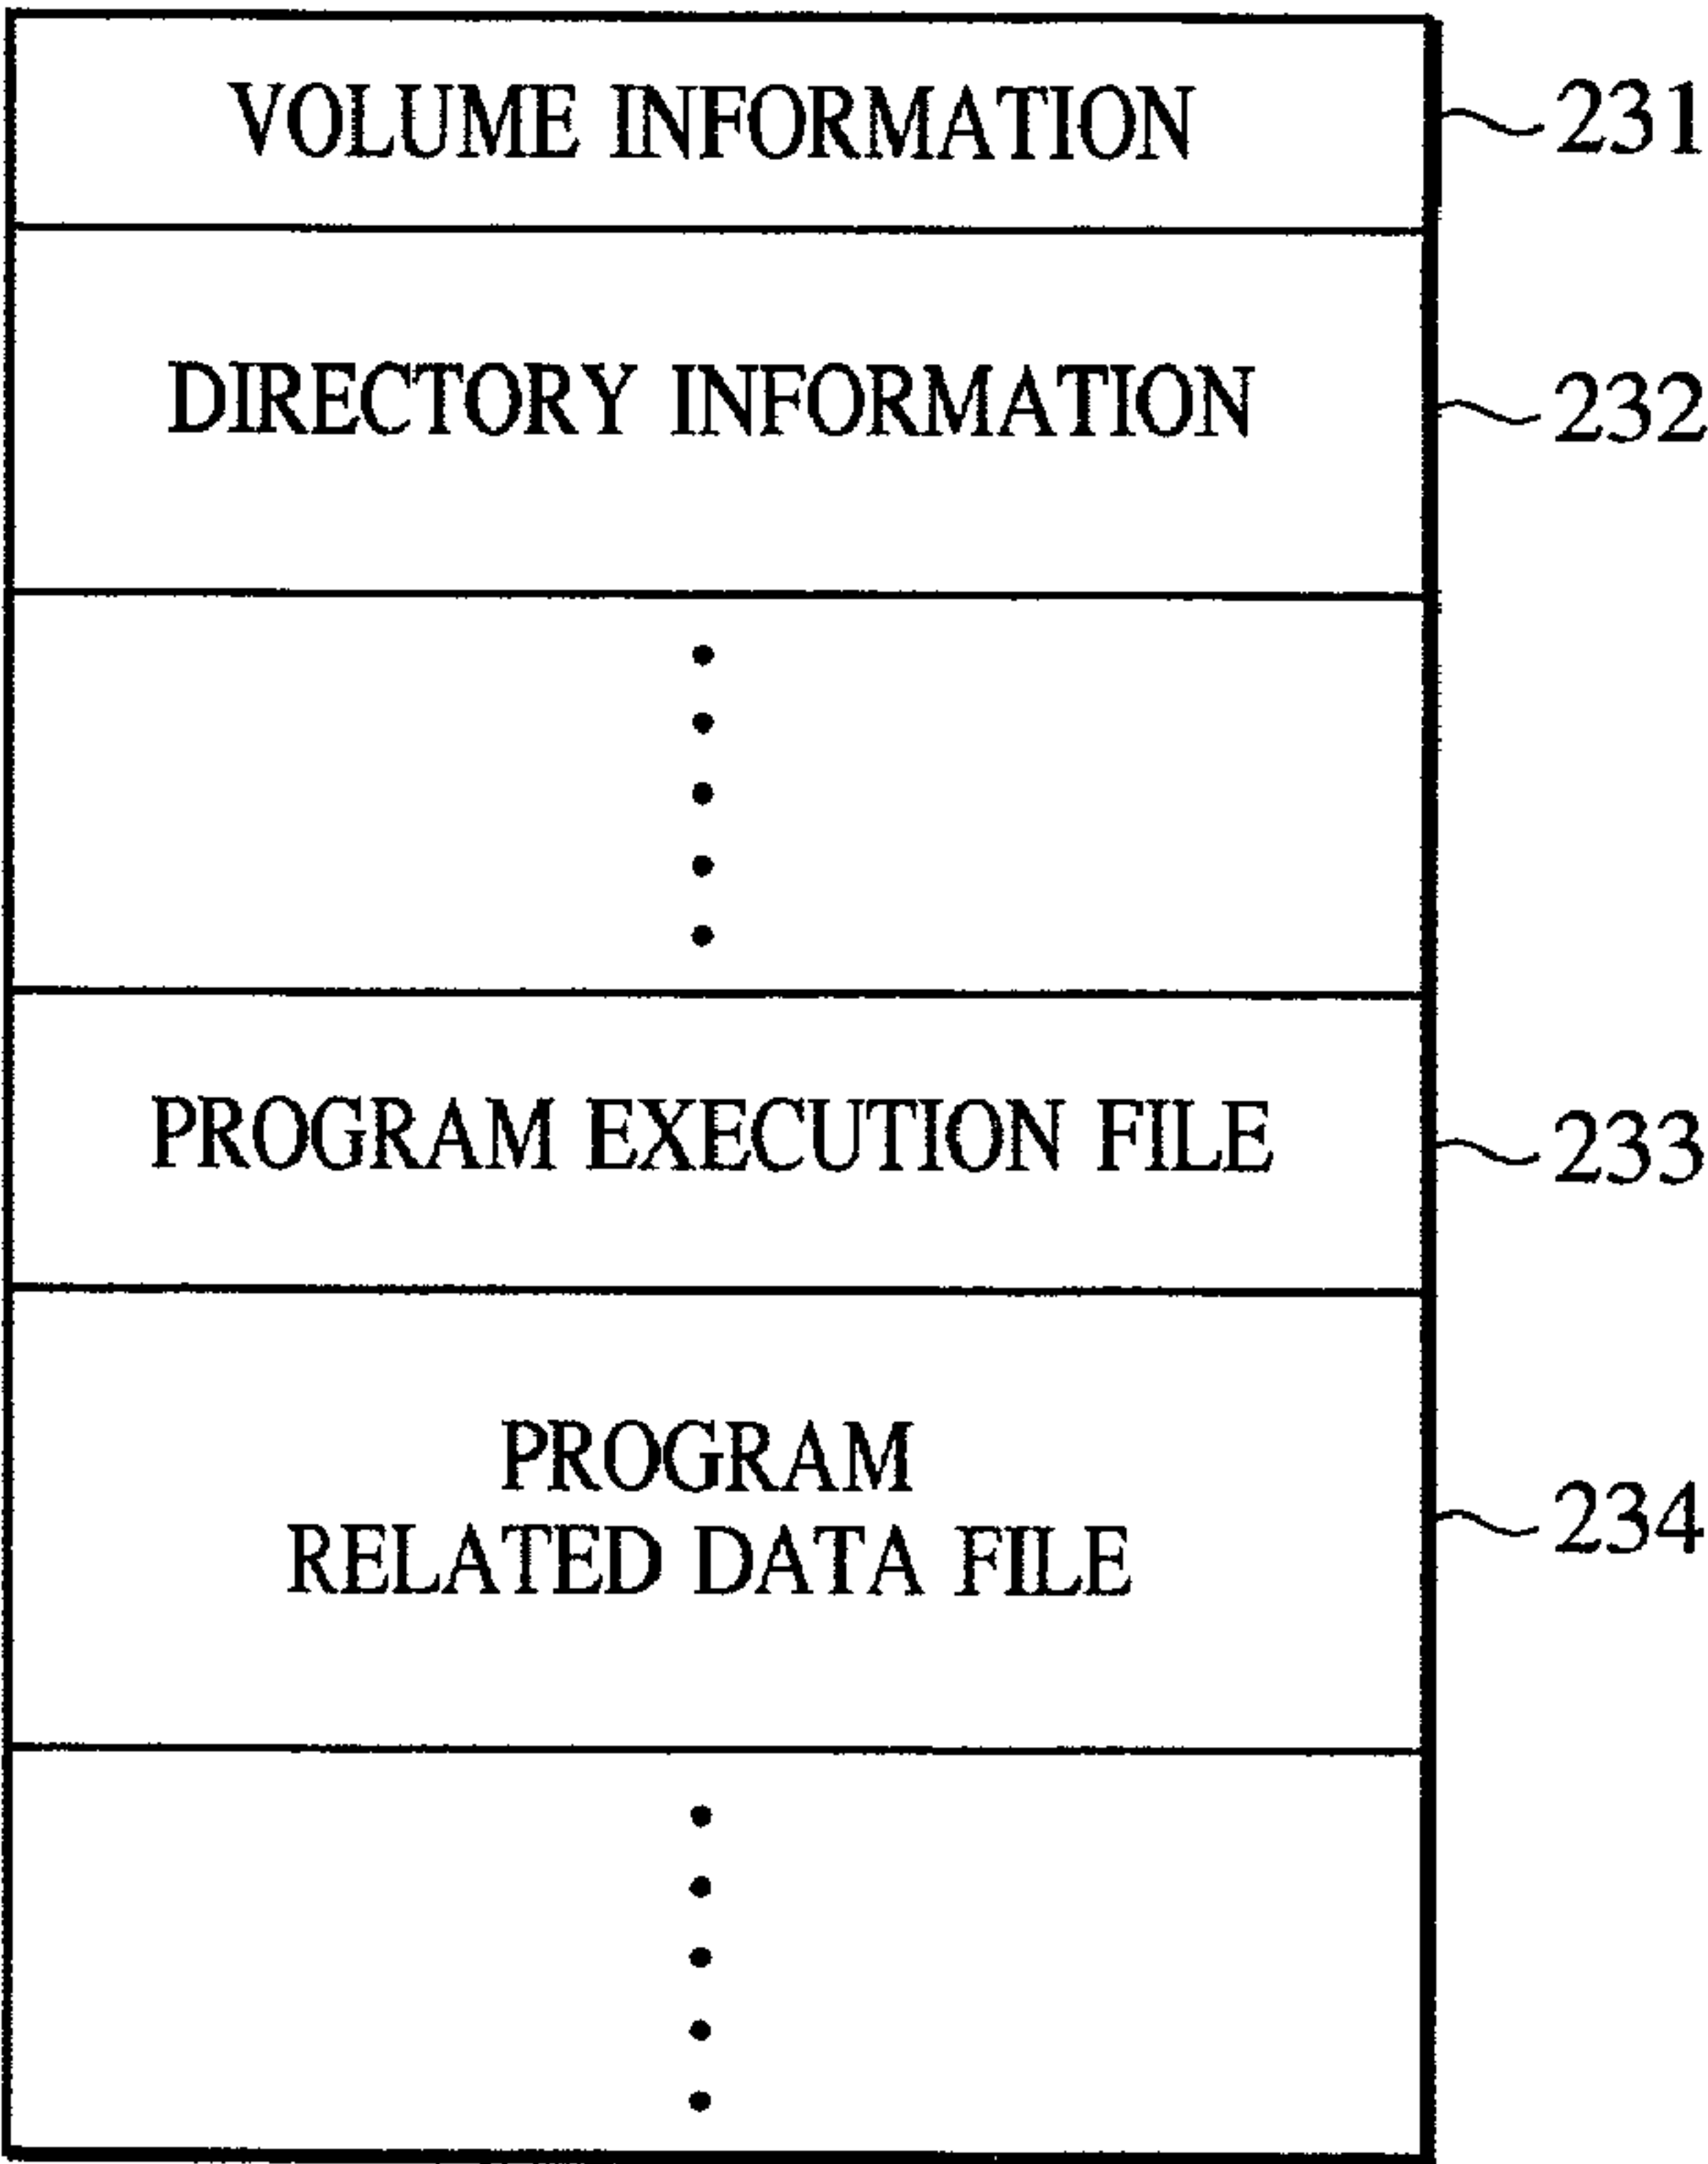 VOLUME INFORMATION
231
DIRECTORY INFORMATION
232
PROGRAM EXECUTION FILE
233
PROGRAM
RELATED DATA FILE
234